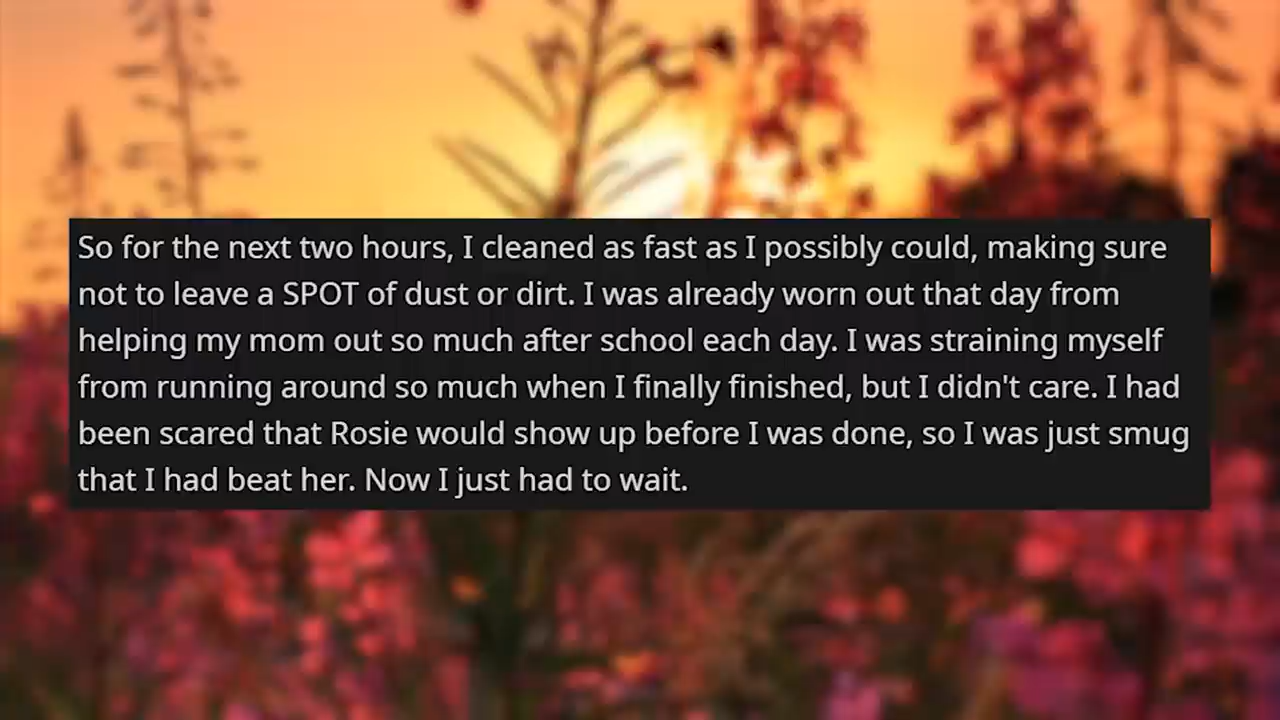 So for the next two hours, I cleaned as fast as I possibly could, making sure
not to leave a SPOT of dust or dirt. I was already worn out that day from
helping my mom out so much after school each day. I was straining myself
from running around so much when I finally finished, but I didn't care. I had
been scared that Rosie would show up before I was done, so I was just smug
that I had beat her. Now I just had to wait.